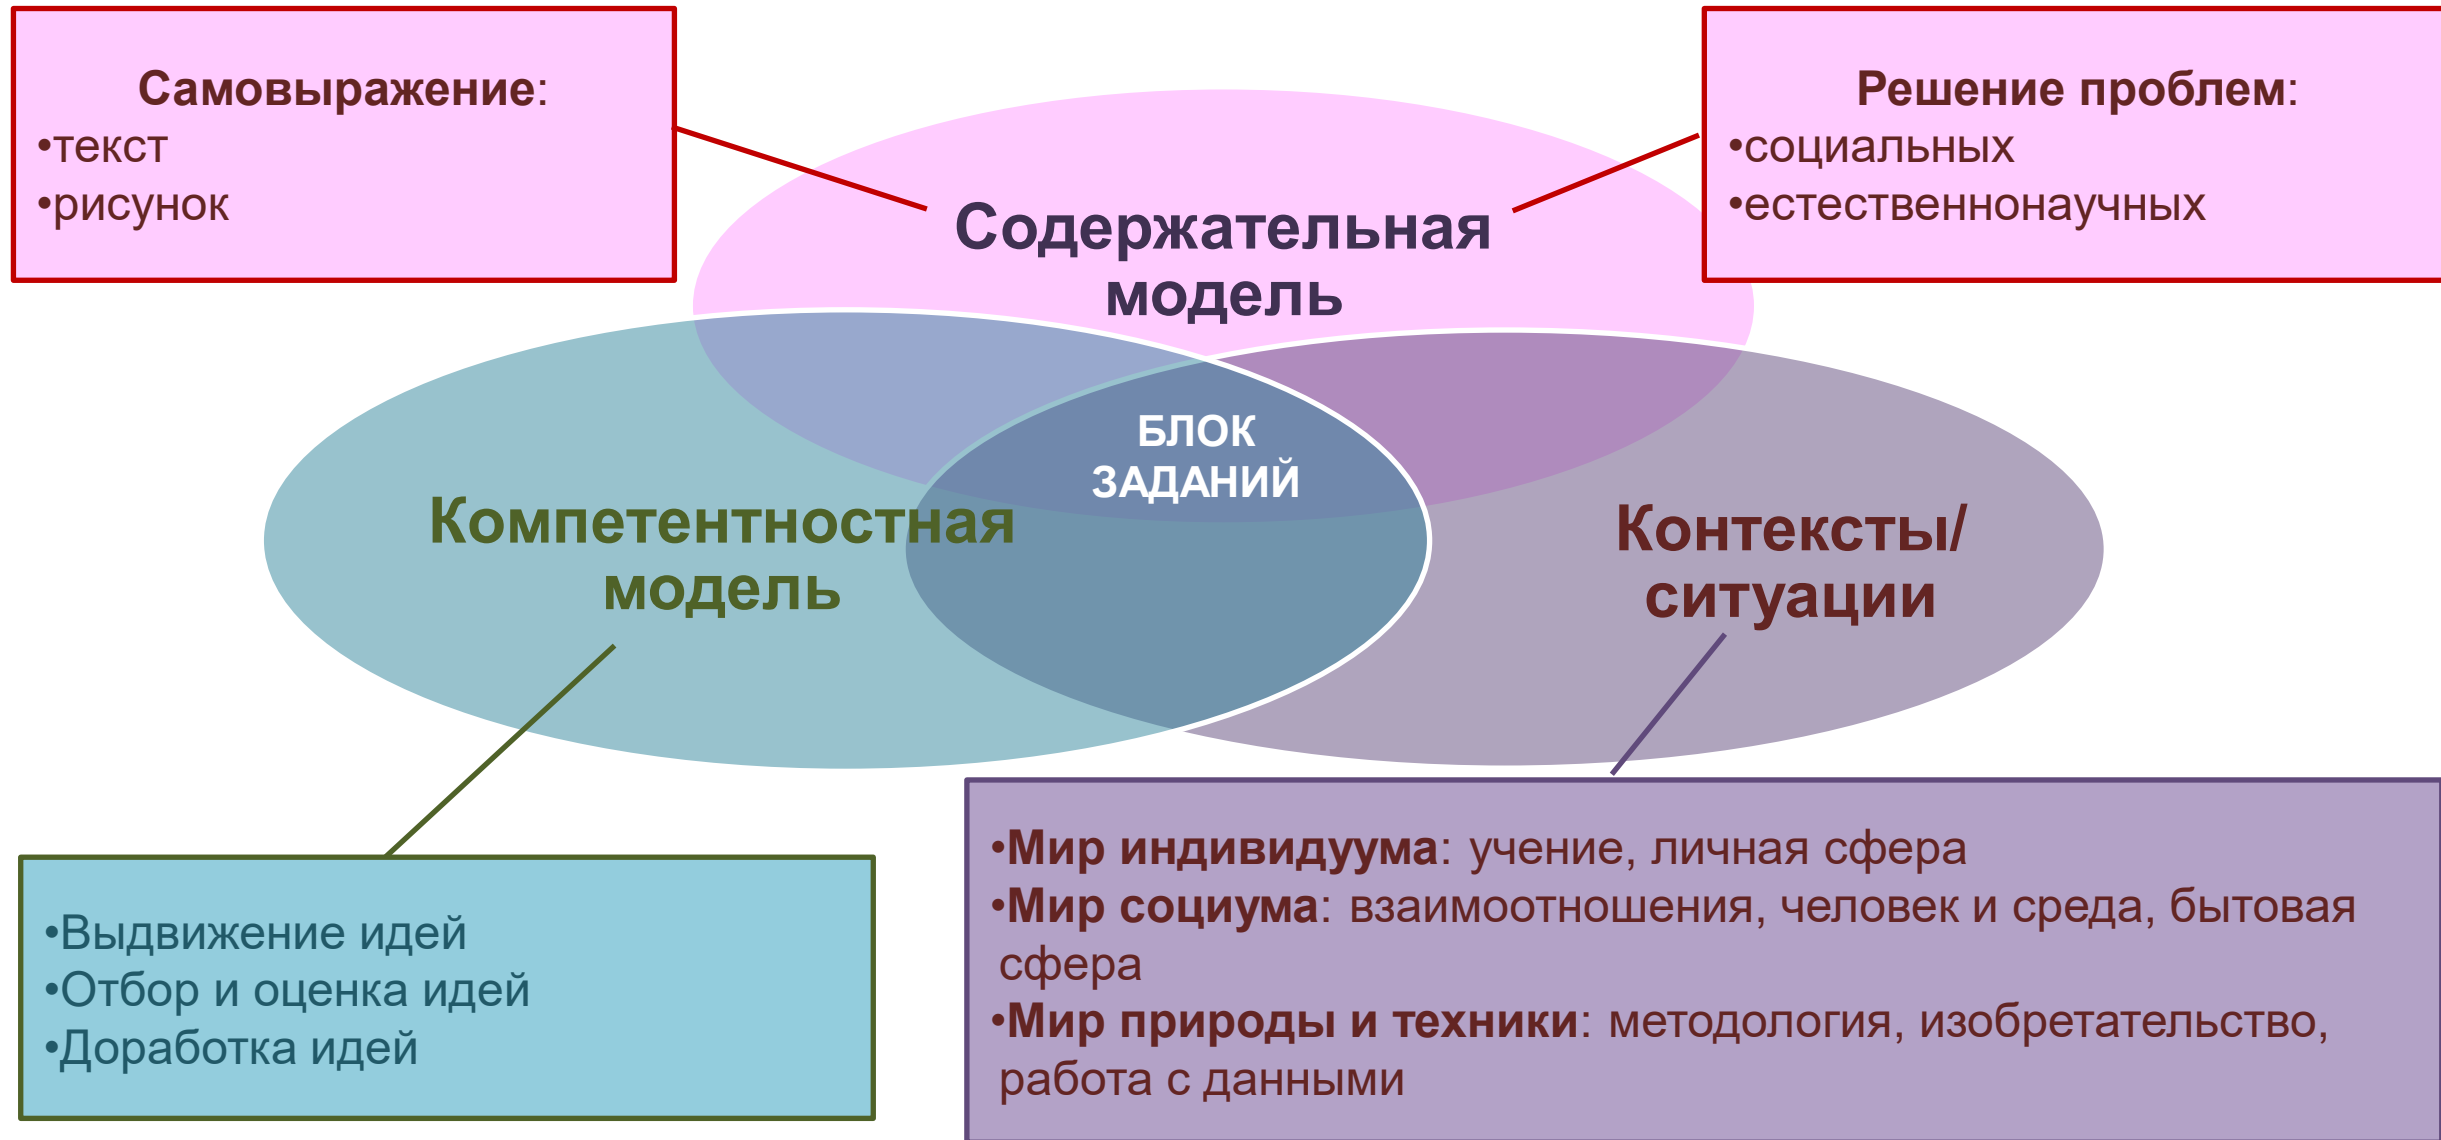 Самовыражение:
•текст
•рисунок
Решение проблем:
•социальных
•естественнонаучных
Содержательная
модель
БЛОК
ЗАДАНИЙ
Компетентностная
модель
Контексты/
ситуации
•Выдвижение идей
•Отбор и оценка идей
•Доработка идей
•Мир индивидуума: учение, личная сфера
•Мир социума: взаимоотношения, человек и среда, бытовая
сфера
•Мир природы и техники: методология, изобретательство,
работа с данными